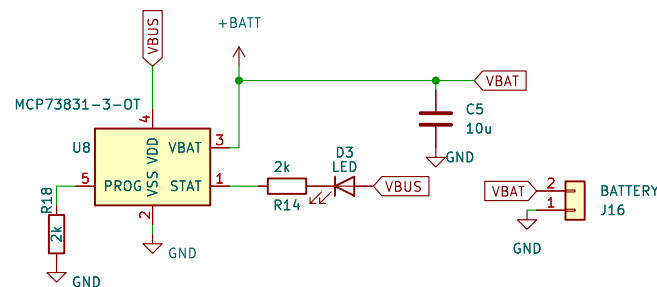 VBUS
+BATT
MCP73831-3-OT
4
U8
VDD
VBAT
3
VBAT
C5
10u
GND
5
PROG
VSS
STAT
1
2
2k
R14
D3
LED
VBUS
R18
2k
GND
GND
VBAT
2
1
BATTERY
J16
GND